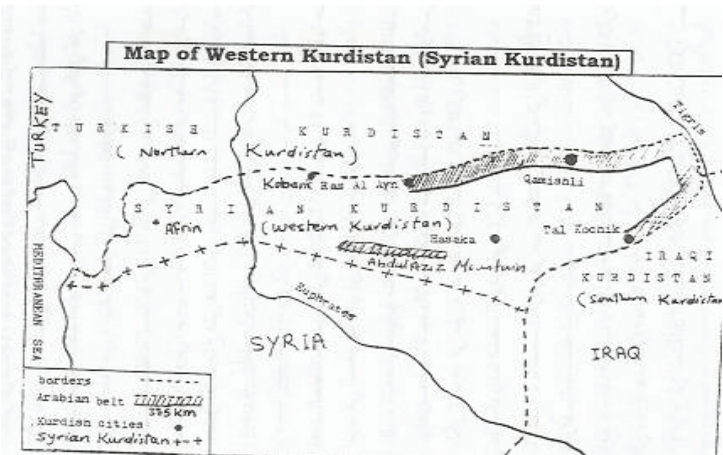 Map of Western Kurdistan (Syrian Kurdistan)
TURKEY
TURKISH KURDISTAN
(Northern Kurdistan)
Tigris
Kobani Ras Al Ayn
Qamishli
SYRIAN KURDISTAN
Afrin
(Western Kurdistan)
Hasaka
Tal Kochik
AbdulAziz Mountain
IRAQI
KURDISTAN
(Southern Kurdistan
MEDITERRANEAN SEA
Euphrates
SYRIA
IRAQ
borders
Arabian belt
375 km
Kurdish cities
Syrian Kurdistan